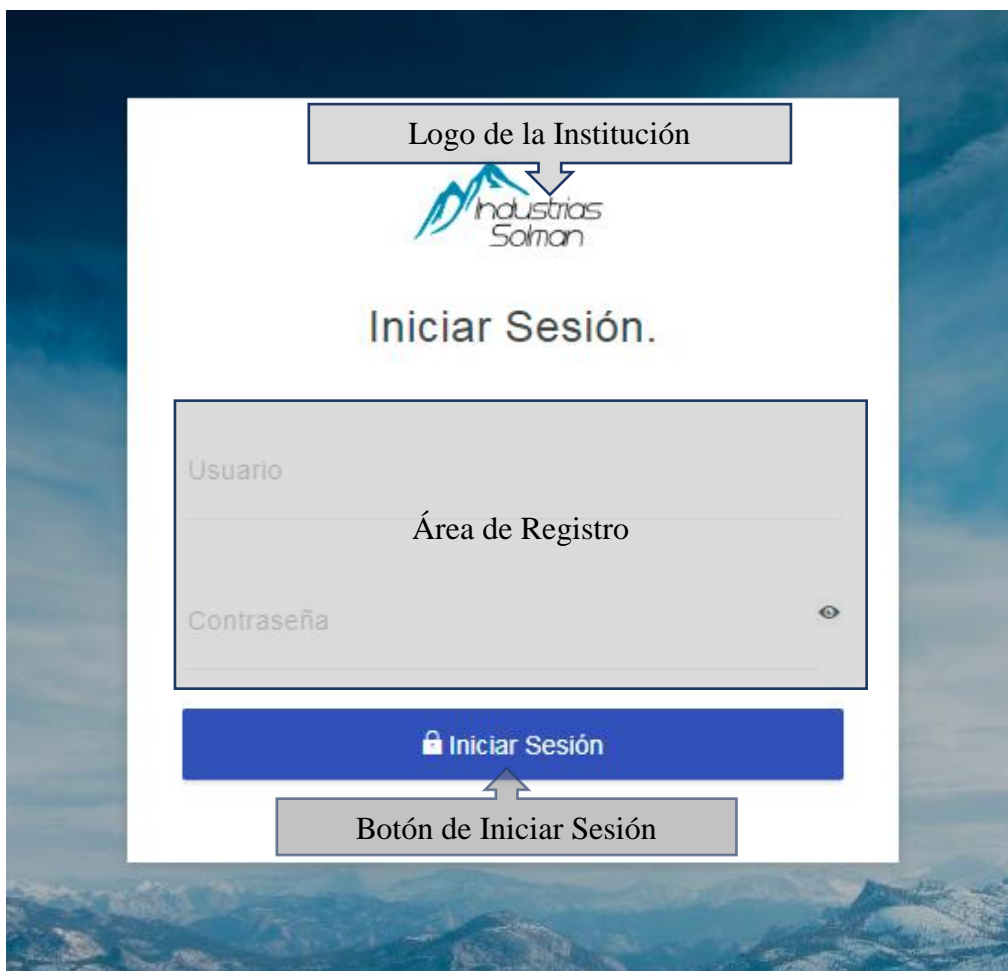 Logo de la Institución
Industrias
Solman
Iniciar Sesión.
Usuario
Área de Registro
Contraseña
Iniciar Sesión
Botón de Iniciar Sesión